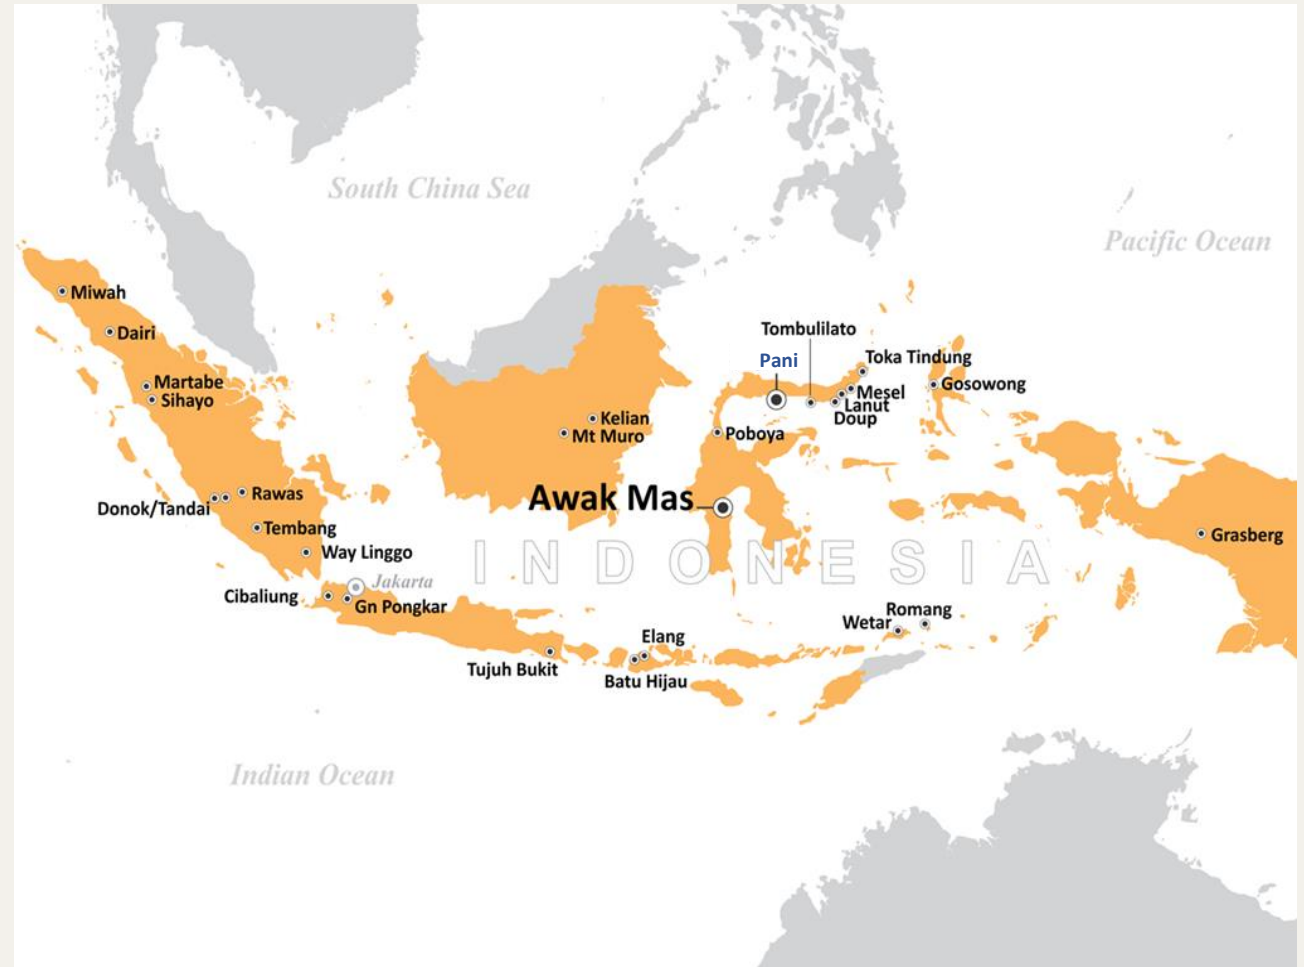 South China Sea
Pacific Ocean
Miwah
Dairi
Martabe
Sihayo
Tombulilato
Pani
Toka Tindung
Mesel
Gosowong
Lanut
Doup
Kelian
Mt Muro
Poboya
Rawas
Donok/Tandai
Awak Mas
Tembang
Way Linggo
Grasberg
INDONESIA
Jakarta
Cibaliung
Gn Pongkar
Romang
Wetar
Elang
Tujuh Bukit
Batu Hijau
Indian Ocean